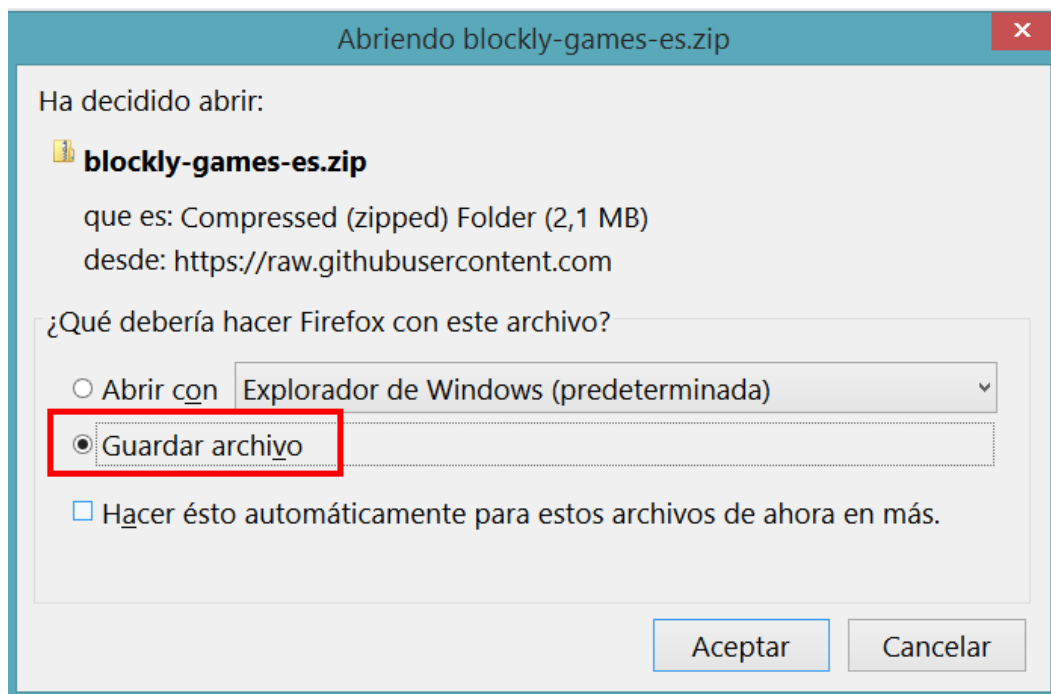 Abriendo blockly-games-es.zip
Ha decidido abrir:
blockly-games-es.zip
que es: Compressed (zipped) Folder (2,1 MB)
desde: https://raw.githubusercontent.com
¿Qué debería hacer Firefox con este archivo?
Abrir con Explorador de Windows (predeterminada)
Guardar archivo
Hacer ésto automáticamente para estos archivos de ahora en más.
Aceptar Cancelar